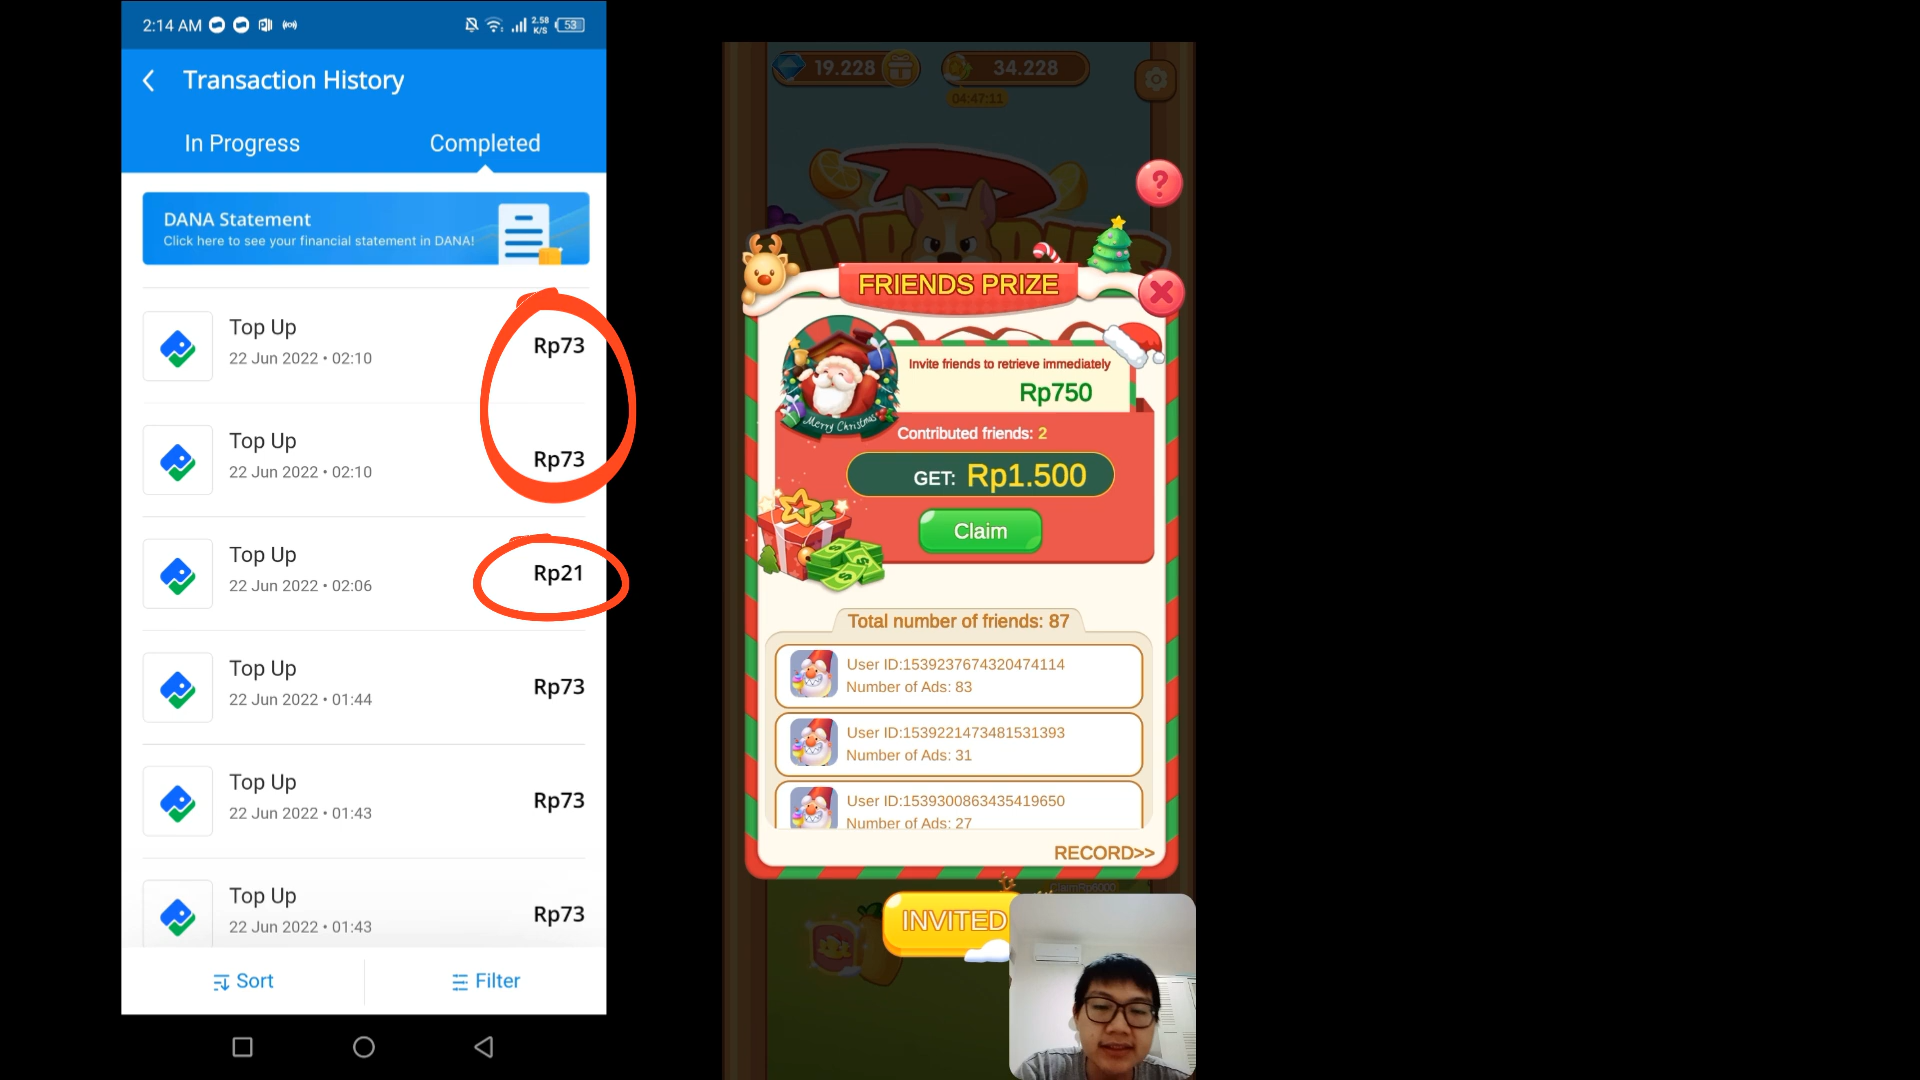 2:14 AM
2.58
K/S
53
Transaction History
In Progress
Completed
DANA Statement
Click here to see your financial statement in DANA!
Top Up
22 Jun 2022 • 02:10
Rp73
Top Up
22 Jun 2022 • 02:10
Rp73
Top Up
22 Jun 2022 • 02:06
Rp21
Top Up
22 Jun 2022 • 01:44
Rp73
Top Up
22 Jun 2022 • 01:43
Rp73
Top Up
22 Jun 2022 • 01:43
Rp73
Sort
Filter
19.228
34.228
04:47:11
?
FRIENDS PRIZE
Invite friends to retrieve immediately
Rp750
Merry Christmas
Contributed friends: 2
GET: Rp1.500
Claim
Total number of friends: 87
User ID:1539237674320474114
Number of Ads: 83
User ID:1539221473481531393
Number of Ads: 31
User ID:1539300863435419650
Number of Ads: 27
RECORD>>
ClaimRp6000
INVITED